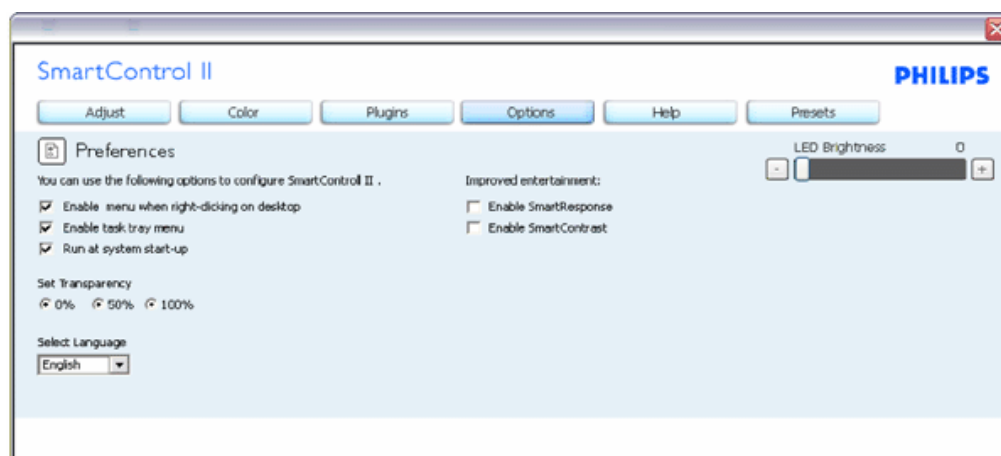 SmartControl II
PHILIPS
Adjust
Color
Plugins
Options
Help
Presets
Preferences
LED Brightness 0
- +
You can use the following options to configure SmartControl II .
Improved entertainment:
Enable menu when right-clicking on desktop
Enable SmartResponse
Enable task tray menu
Enable SmartContrast
Run at system start-up
Set Transparency
0% 50% 100%
Select Language
English